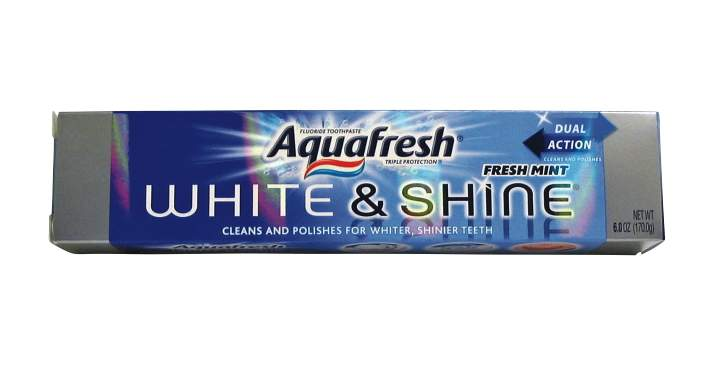 FLUORIDE TOOTHPASTE
Aquafresh®
TRIPLE PROTECTION®
DUAL
ACTION
CLEANS AND POLISHES
FRESH MINT
WHITE & SHINE®
CLEANS AND POLISHES FOR WHITER, SHINIER TEETH
NET WT
6.0 OZ (170.0g)
Aquafresh